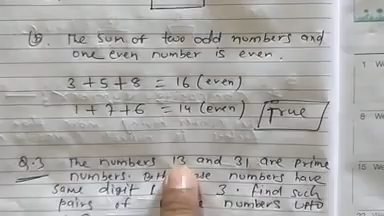 (b). The sum of two odd numbers and
one even number is even.
3+5+8 = 16 (even)
1+7+6 = 14 (even) True
Q.3 The numbers 13 and 31 are prime
numbers. numbers have
same digit 3. find such
pairs of numbers upto